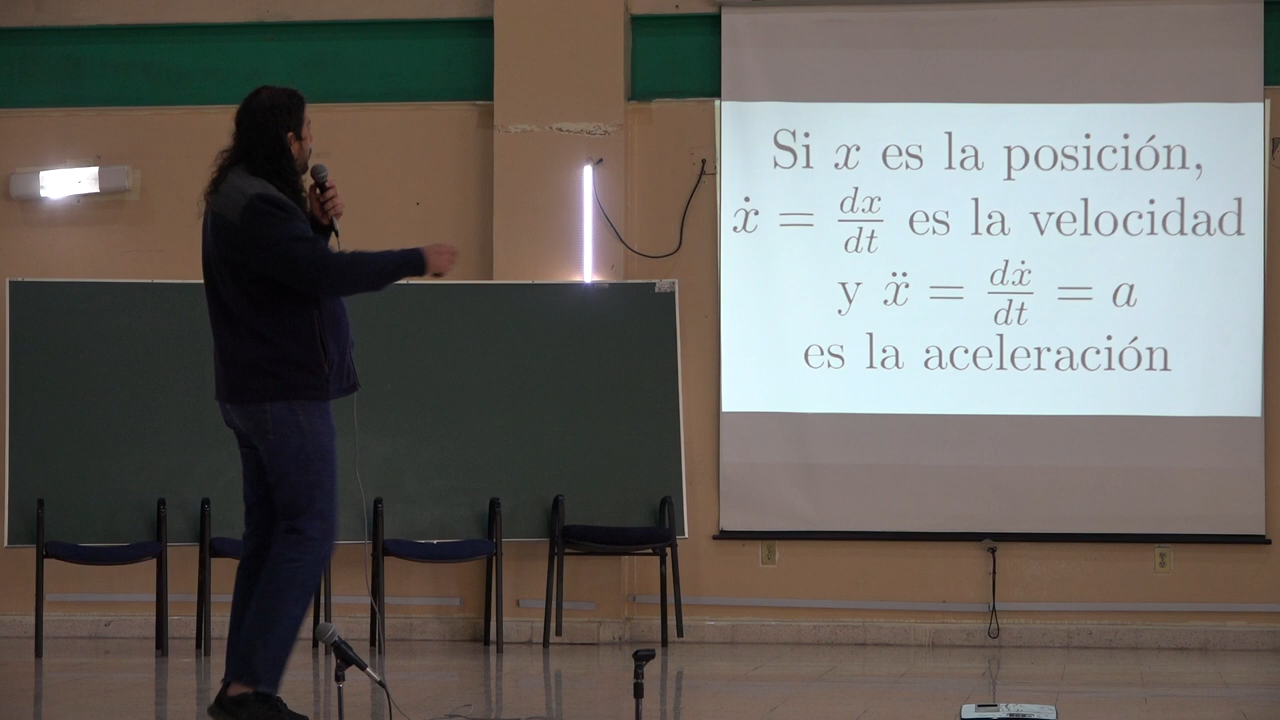 Si x es la posición,
ẋ = dx/dt es la velocidad
y ẍ = dẋ/dt = a
es la aceleración